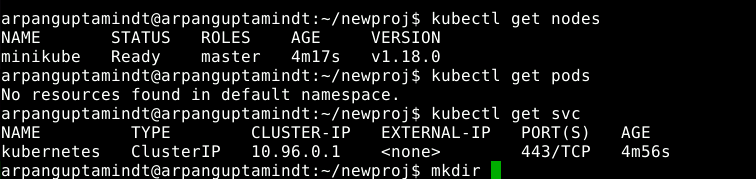 arpanguptamindt@arpanguptamindt:~/newproj$ kubectl get nodes
NAME STATUS ROLES AGE VERSION
minikube Ready master 4m17s v1.18.0
arpanguptamindt@arpanguptamindt:~/newproj$ kubectl get pods
No resources found in default namespace.
arpanguptamindt@arpanguptamindt:~/newproj$ kubectl get svc
NAME TYPE CLUSTER-IP EXTERNAL-IP PORT(S) AGE
kubernetes ClusterIP 10.96.0.1 <none> 443/TCP 4m56s
arpanguptamindt@arpanguptamindt:~/newproj$ mkdir